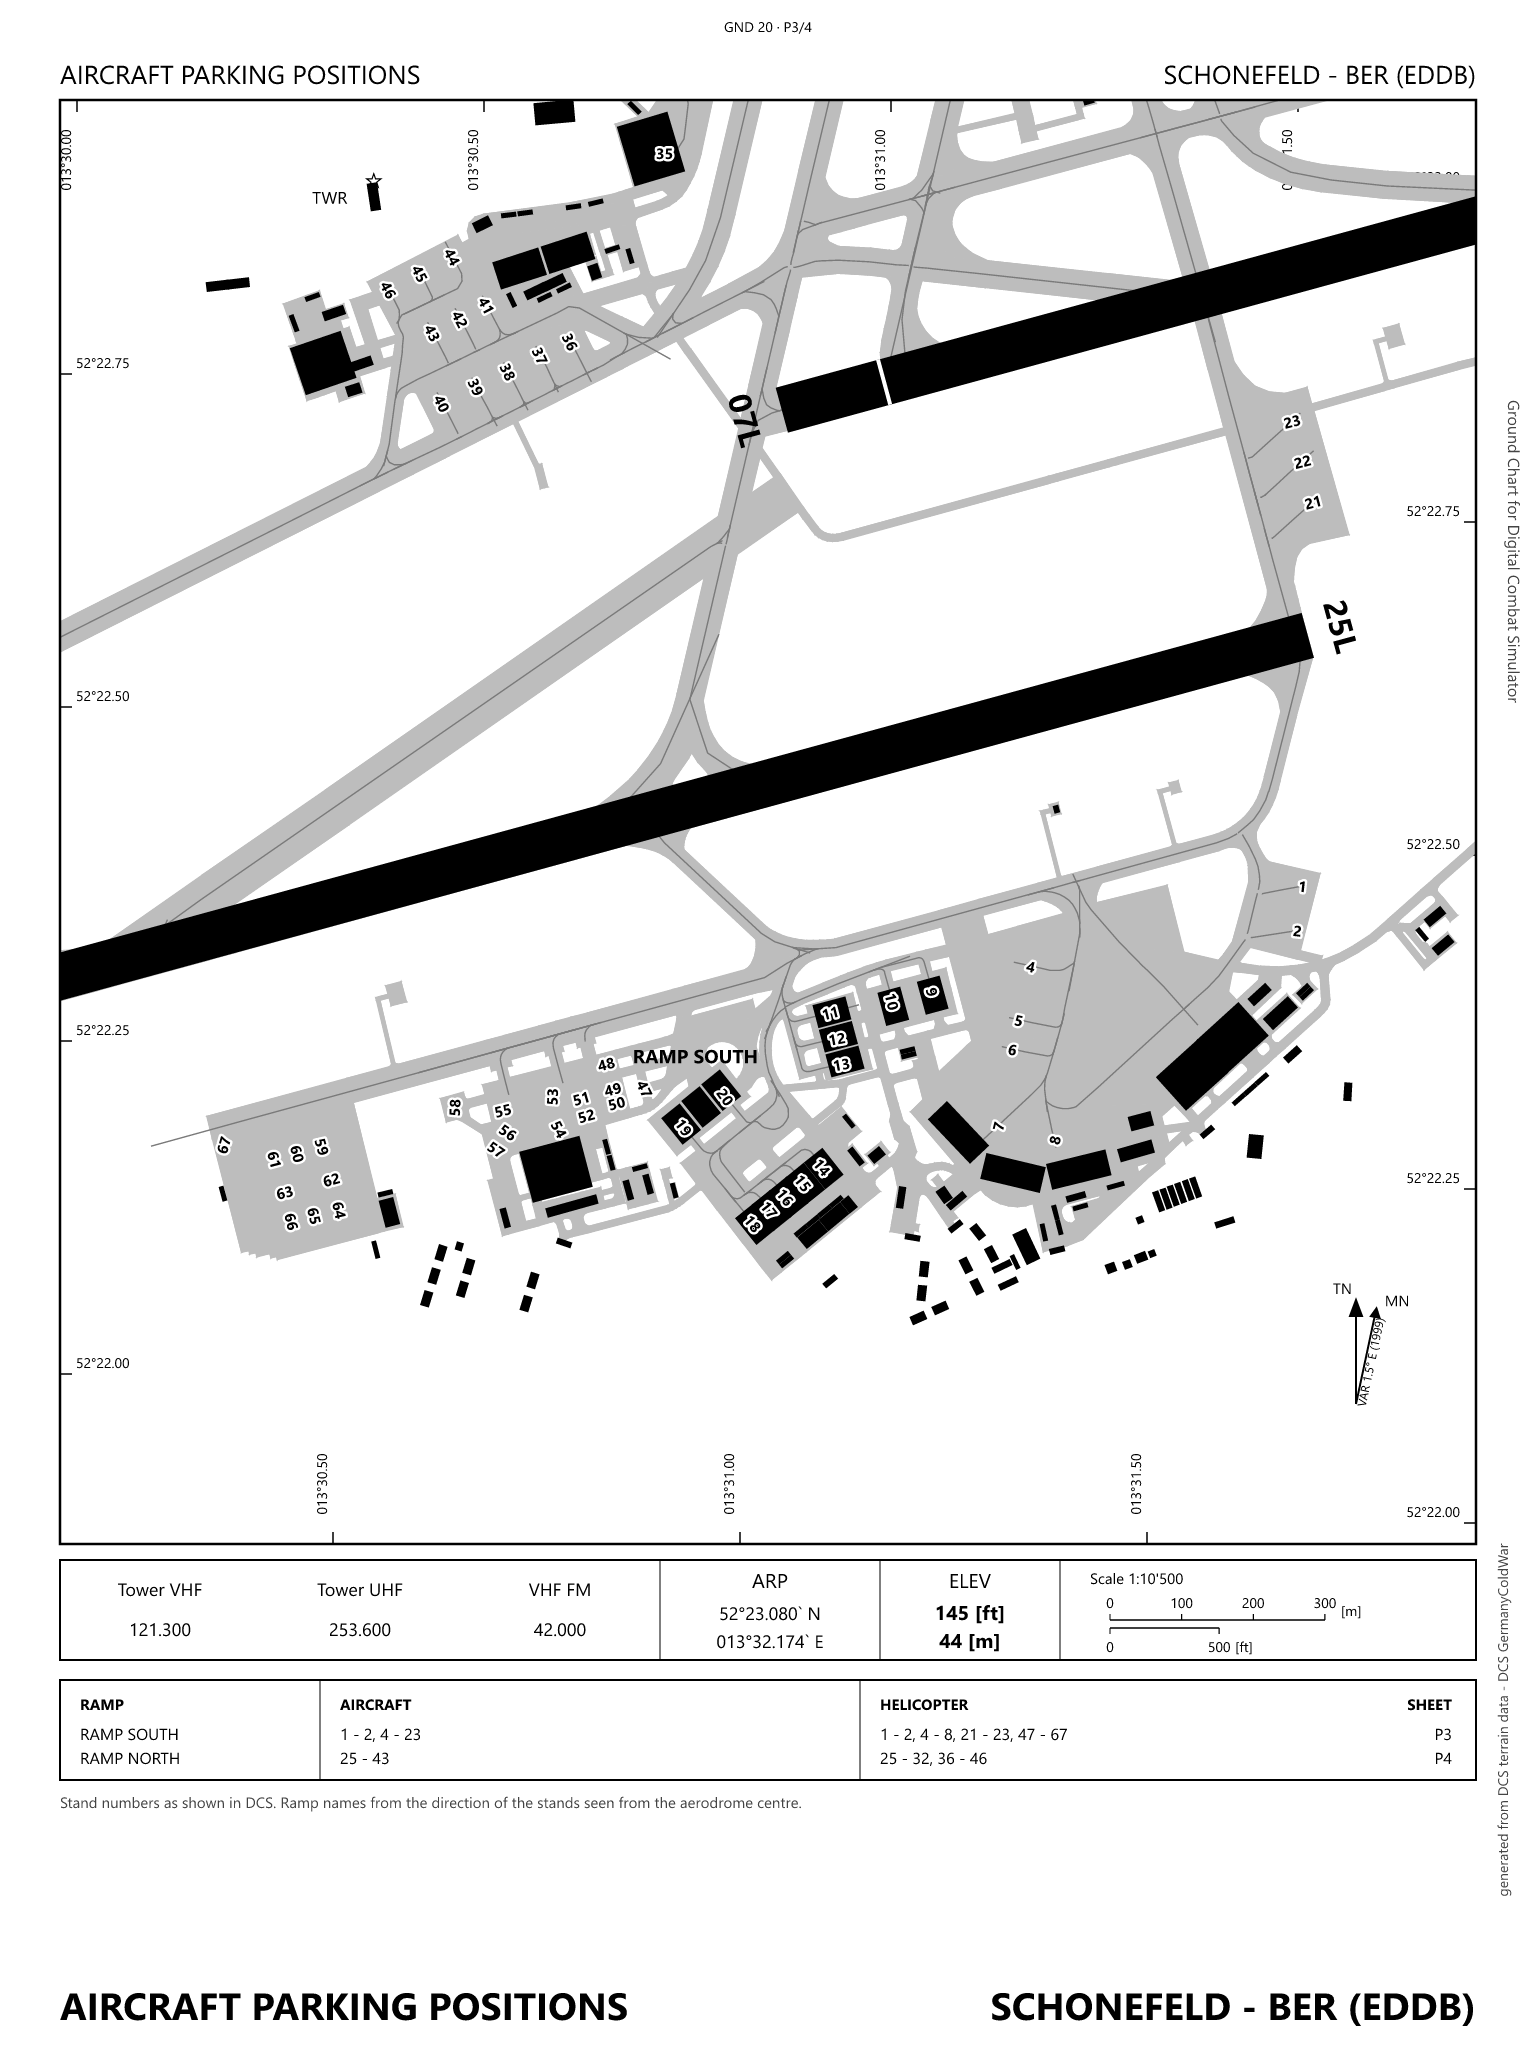 GND 20 · P3/4
AIRCRAFT PARKING POSITIONS
SCHONEFELD - BER (EDDB)
013°30.00
013°30.50
013°31.00
TWR
35
44
45
46
41
42
43
36
37
38
39
40
52°22.75
07L
23
22
21
52°22.75
25L
52°22.50
52°22.50
1
2
4
5
6
7
8
9
10
11
12
13
52°22.25
RAMP SOUTH
48
47
49
50
51
52
53
54
55
56
57
58
20
19
14
15
16
17
18
67
61
60
59
62
63
64
65
66
52°22.25
TN
MN
VAR 1.5° E (1999)
52°22.00
013°30.50
013°31.00
013°31.50
52°22.00
Ground Chart for Digital Combat Simulator
generated from DCS terrain data - DCS GermanyColdWar
Tower VHF
121.300
Tower UHF
253.600
VHF FM
42.000
ARP
52°23.080` N
013°32.174` E
ELEV
145 [ft]
44 [m]
Scale 1:10'500
0 100 200 300 [m]
0 500 [ft]
RAMP AIRCRAFT HELICOPTER SHEET
RAMP SOUTH 1 - 2, 4 - 23 1 - 2, 4 - 8, 21 - 23, 47 - 67 P3
RAMP NORTH 25 - 43 25 - 32, 36 - 46 P4
Stand numbers as shown in DCS. Ramp names from the direction of the stands seen from the aerodrome centre.
AIRCRAFT PARKING POSITIONS
SCHONEFELD - BER (EDDB)